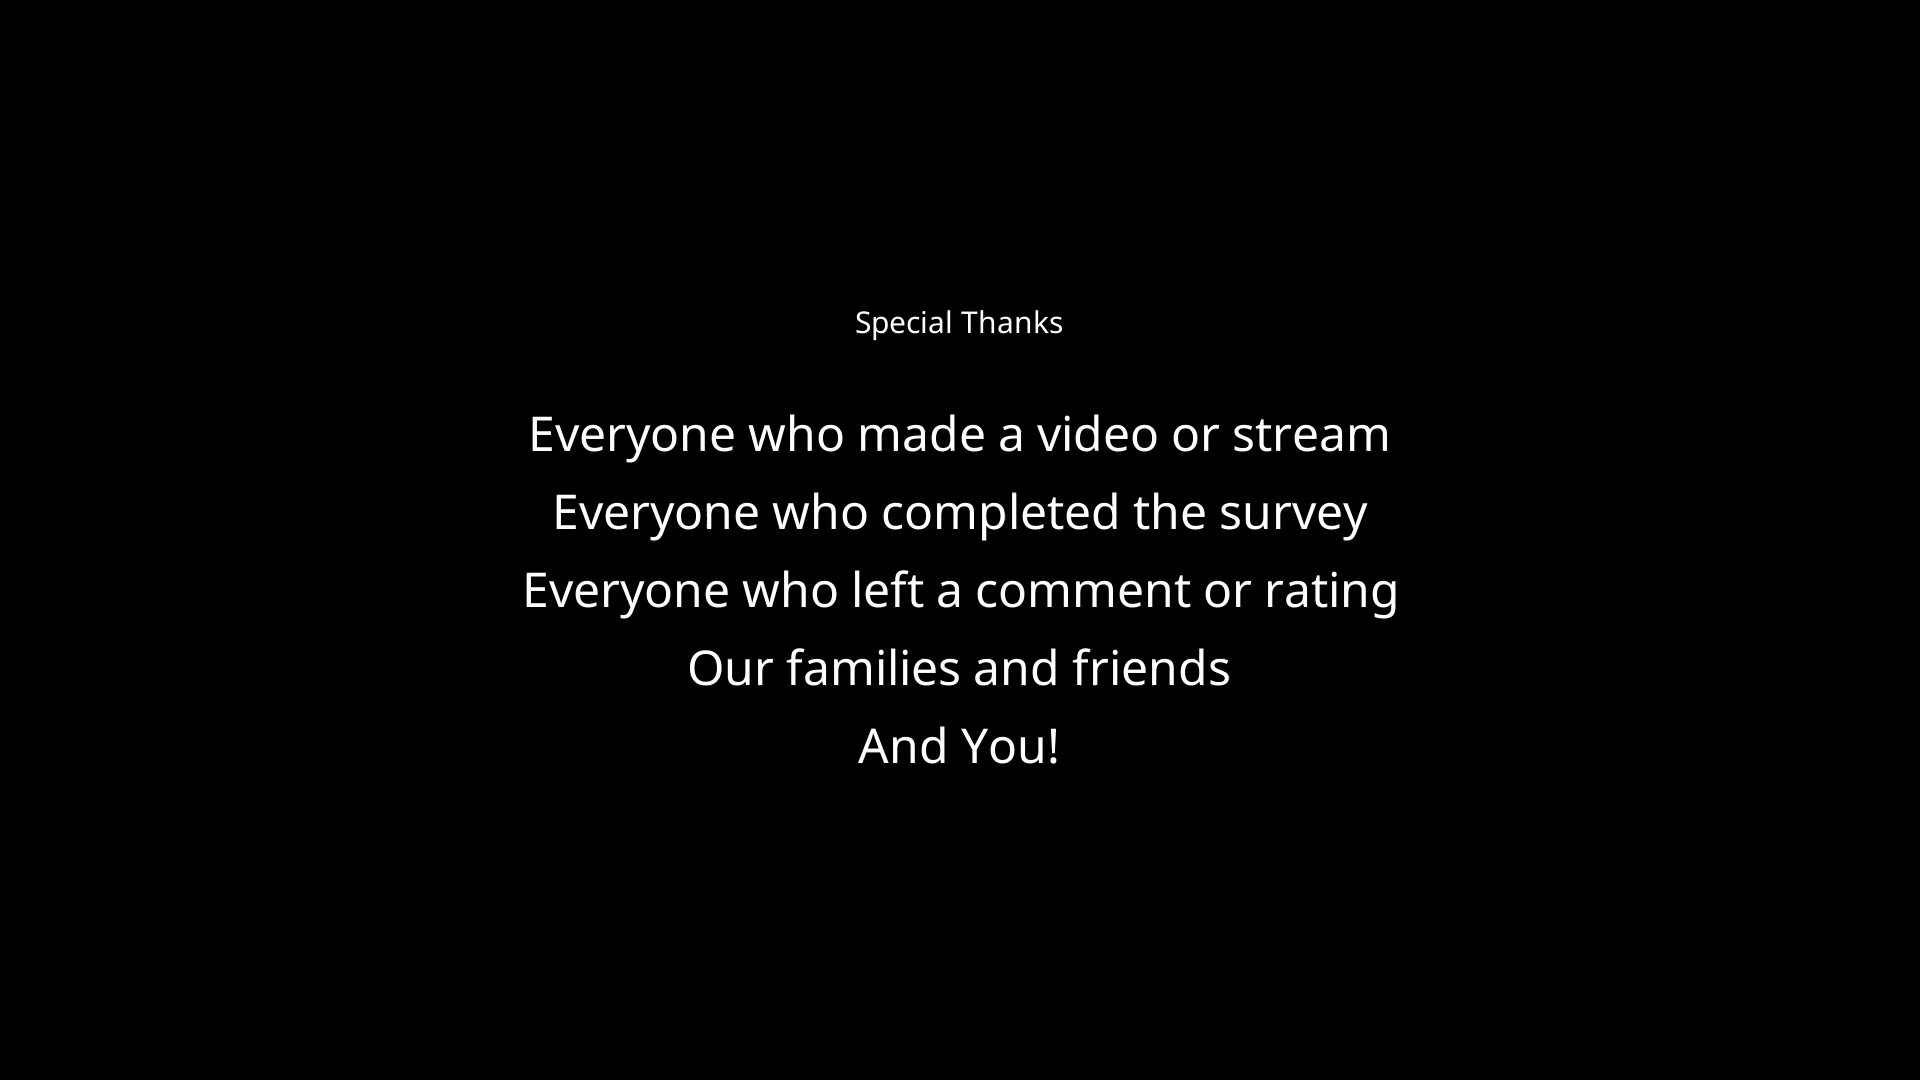 Special Thanks
Everyone who made a video or stream
Everyone who completed the survey
Everyone who left a comment or rating
Our families and friends
And You!